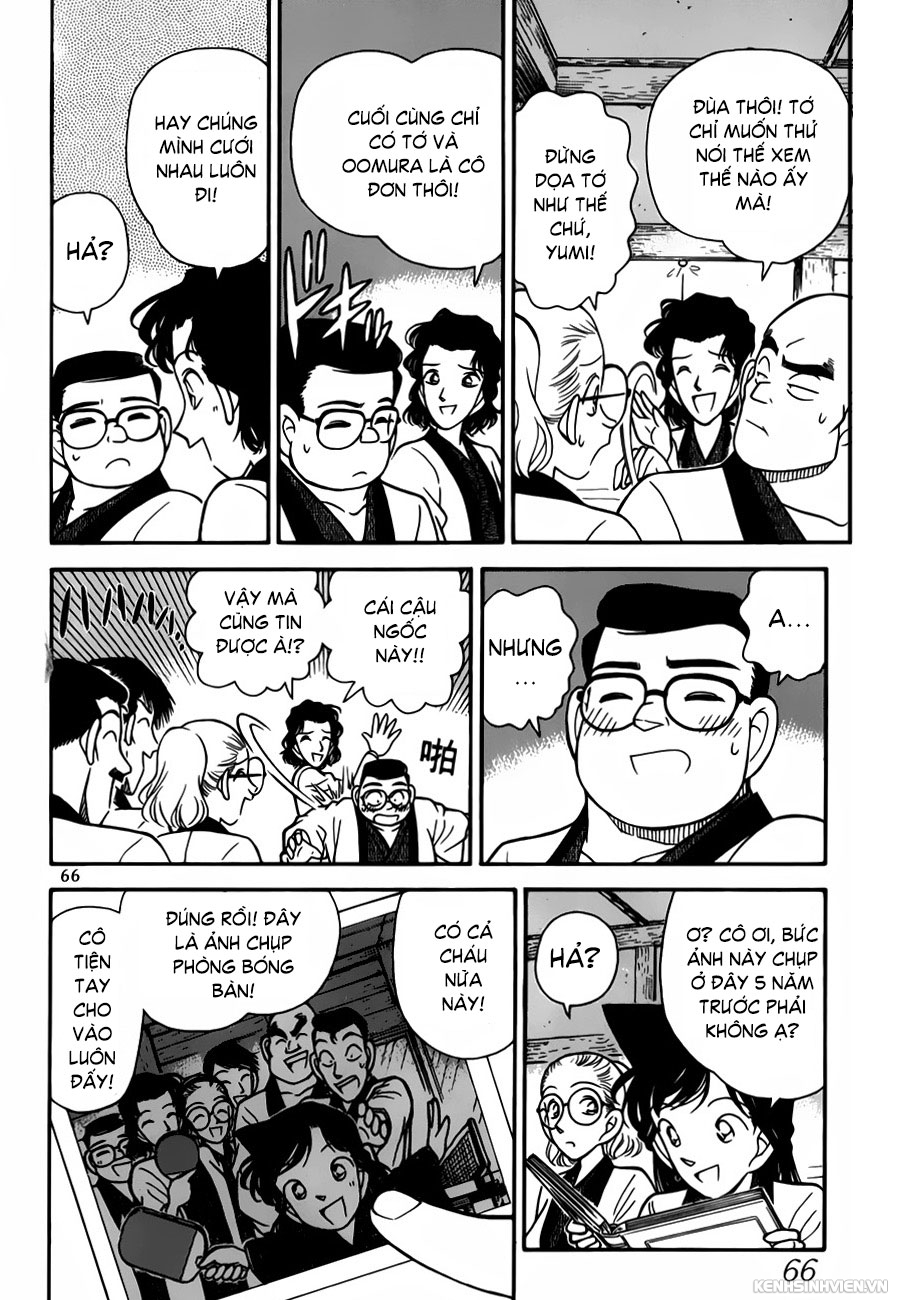 ĐÙA THÔI! TỚ
CHỈ MUỐN THỬ
NÓI THẾ XEM
THẾ NÀO ẤY
MÀ!
ĐỪNG
DỌA TỚ
NHƯ THẾ
CHỨ,
YUMI!
CUỐI CÙNG CHỈ
CÓ TỚ VÀ
OOMURA LÀ CÔ
ĐƠN THÔI!
ドキ
HAY CHÚNG
MÌNH CƯỚI
NHAU LUÔN
ĐI!
HẢ?
A...
NHƯNG
...
CÁI CẬU
NGỐC
NÀY!!
VẬY MÀ
CŨNG TIN
ĐƯỢC À!?
啪
66
Ơ? CÔ ƠI, BỨC
ẢNH NÀY CHỤP
Ở ĐÂY 5 NĂM
TRƯỚC PHẢI
KHÔNG Ạ?
HẢ?
CÓ CẢ
CHÁU
NỮA
NÀY!
ĐÚNG RỒI! ĐÂY
LÀ ẢNH CHỤP
PHÒNG BÓNG
BÀN!
CÔ
TIỆN
TAY
CHO
VÀO
LUÔN
ĐẤY!
66
KENHSINHVIEN.VN